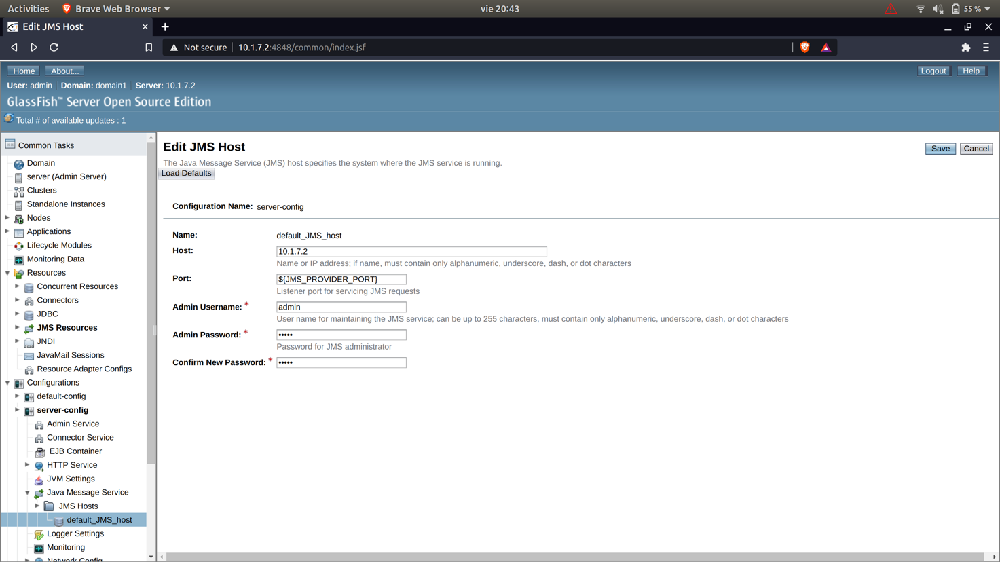 Activities
Brave Web Browser
vie 20:43
55 %
Edit JMS Host
Not secure
10.1.7.2:4848/common/index.jsf
Home
About...
Logout
Help
User: admin
Domain: domain1
Server: 10.1.7.2
GlassFish™ Server Open Source Edition
Total # of available updates : 1
Common Tasks
Domain
server (Admin Server)
Clusters
Standalone Instances
Nodes
Applications
Lifecycle Modules
Monitoring Data
Resources
Concurrent Resources
Connectors
JDBC
JMS Resources
JNDI
JavaMail Sessions
Resource Adapter Configs
Configurations
default-config
server-config
Admin Service
Connector Service
EJB Container
HTTP Service
JVM Settings
Java Message Service
JMS Hosts
default_JMS_host
Logger Settings
Monitoring
Network Config
Edit JMS Host
Save
Cancel
The Java Message Service (JMS) host specifies the system where the JMS service is running.
Load Defaults
Configuration Name: server-config
Name: default_JMS_host
Host: 10.1.7.2
Name or IP address; if name, must contain only alphanumeric, underscore, dash, or dot characters
Port: ${JMS_PROVIDER_PORT}
Listener port for servicing JMS requests
Admin Username: * admin
User name for maintaining the JMS service; can be up to 255 characters, must contain only alphanumeric, underscore, dash, or dot characters
Admin Password: * •••••
Password for JMS administrator
Confirm New Password: * •••••